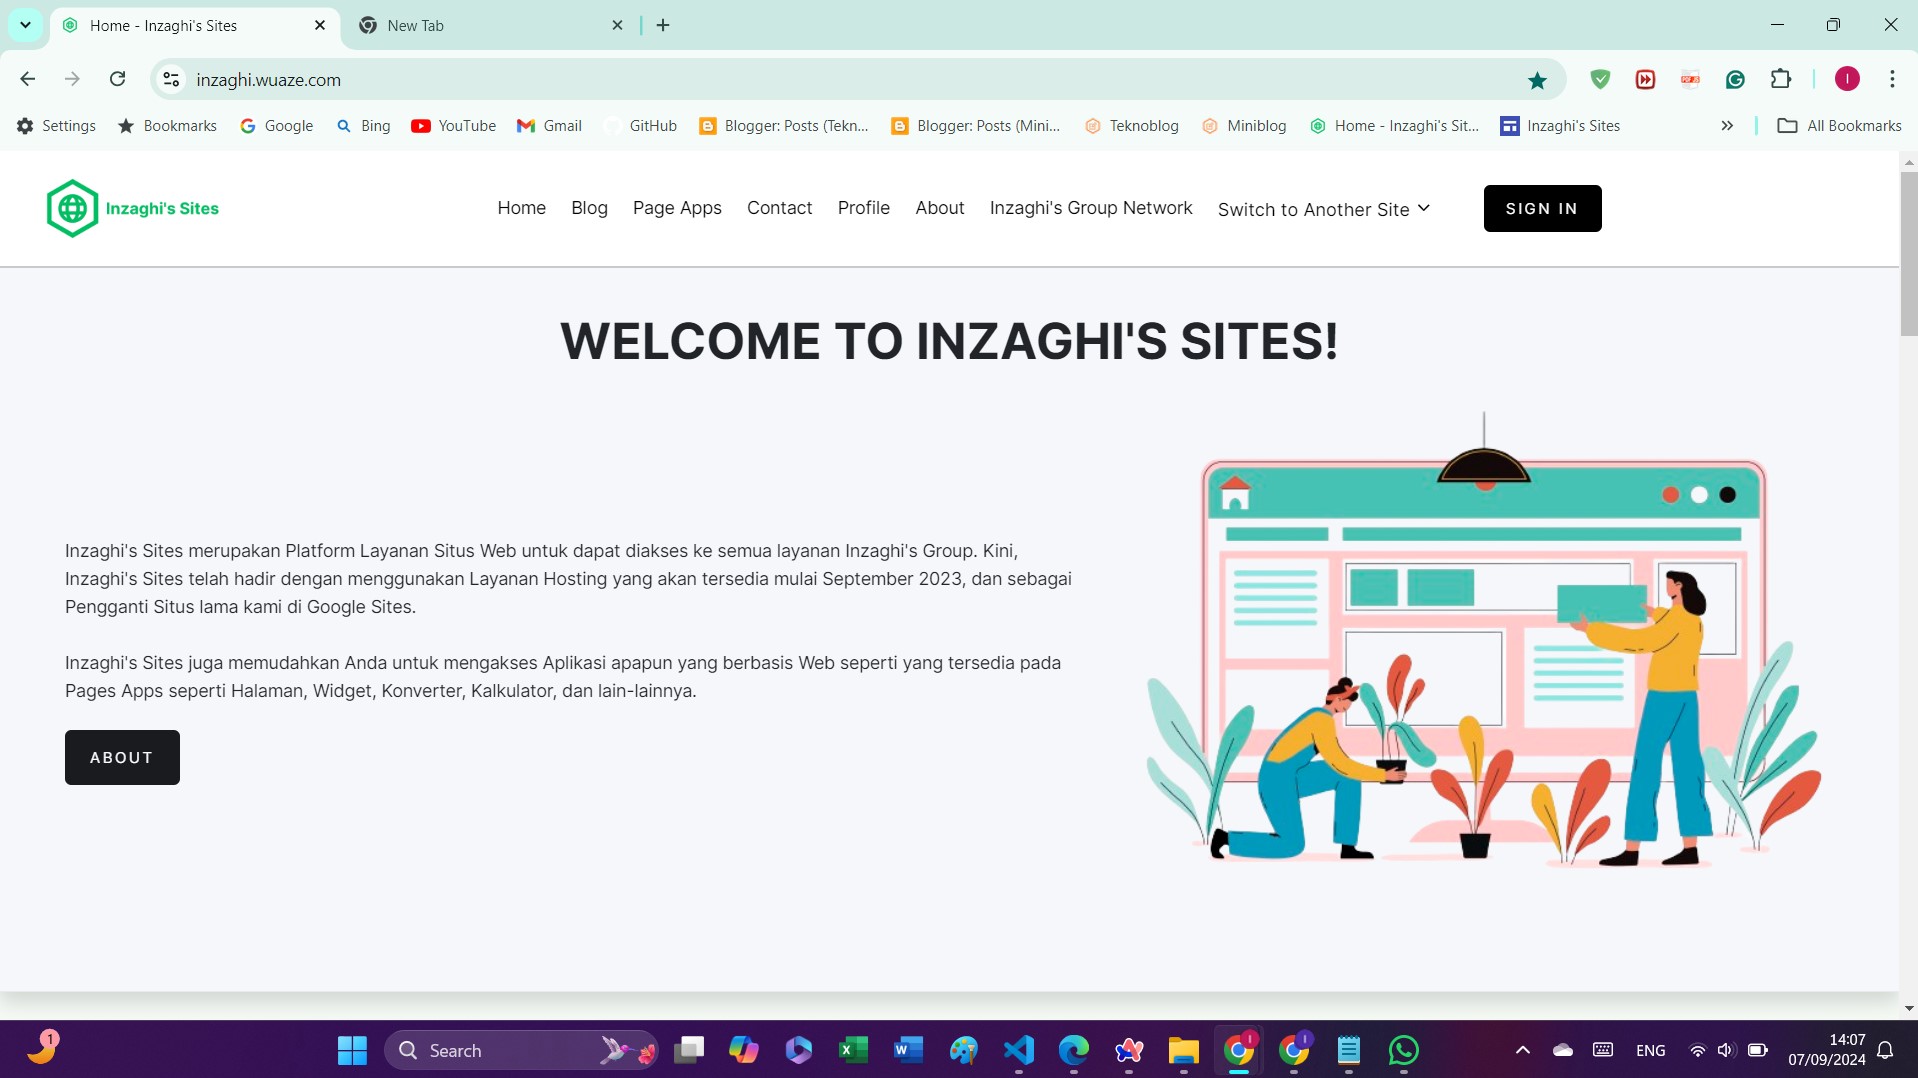 Home - Inzaghi's Sites
New Tab
inzaghi.wuaze.com
I
Settings
Bookmarks
Google
Bing
YouTube
Gmail
GitHub
Blogger: Posts (Tekn...
Blogger: Posts (Mini...
Teknoblog
Miniblog
Home - Inzaghi's Sit...
Inzaghi's Sites
All Bookmarks
Inzaghi's Sites
Home
Blog
Page Apps
Contact
Profile
About
Inzaghi's Group Network
Switch to Another Site
SIGN IN
WELCOME TO INZAGHI'S SITES!
Inzaghi's Sites merupakan Platform Layanan Situs Web untuk dapat diakses ke semua layanan Inzaghi's Group. Kini,
Inzaghi's Sites telah hadir dengan menggunakan Layanan Hosting yang akan tersedia mulai September 2023, dan sebagai
Pengganti Situs lama kami di Google Sites.
Inzaghi's Sites juga memudahkan Anda untuk mengakses Aplikasi apapun yang berbasis Web seperti yang tersedia pada
Pages Apps seperti Halaman, Widget, Konverter, Kalkulator, dan lain-lainnya.
ABOUT
1
Search
ENG
14:07
07/09/2024